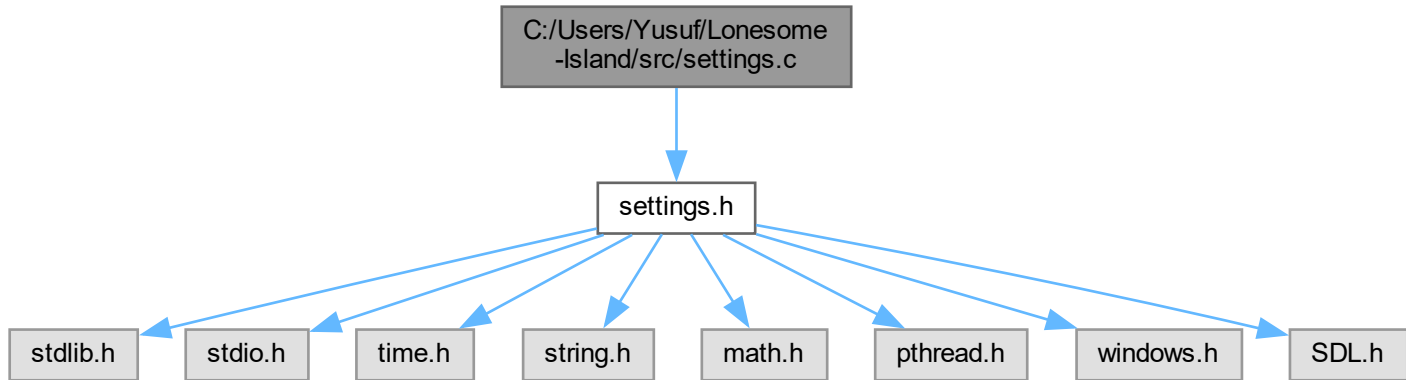 C:/Users/Yusuf/Lonesome
-Island/src/settings.c
settings.h
stdlib.h
stdio.h
time.h
string.h
math.h
pthread.h
windows.h
SDL.h